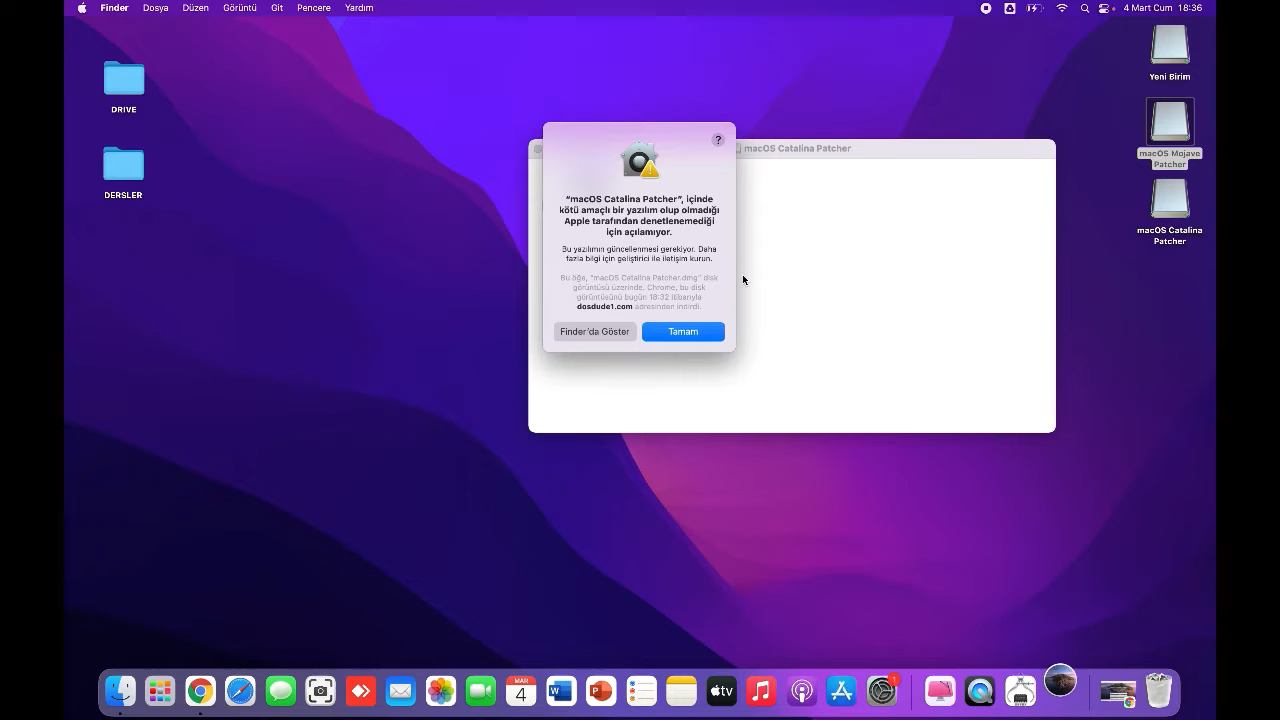 Finder Dosya Düzen Görüntü Git Pencere Yardım
4 Mart Cum 18:36
DRIVE
DERSLER
Yeni Birim
macOS Mojave
Patcher
macOS Catalina
Patcher
macOS Catalina Patcher
?
“macOS Catalina Patcher”, içinde
kötü amaçlı bir yazılım olup olmadığı
Apple tarafından denetlenemediği
için açılamıyor.
Bu yazılımın güncellenmesi gerekiyor. Daha
fazla bilgi için geliştirici ile iletişim kurun.
Bu öğe, “macOS Catalina Patcher.dmg” disk
görüntüsü üzerinde. Chrome, bu disk
görüntüsünü bugün 18:32 itibarıyla
dosdude1.com adresinden indirdi.
Finder’da Göster
Tamam
MAR
4
W
P
tv
1